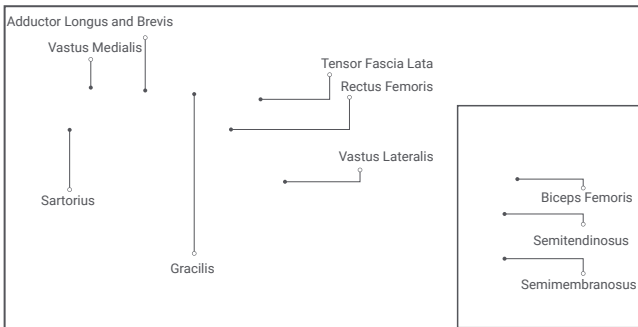 Adductor Longus and Brevis
Vastus Medialis
Tensor Fascia Lata
Rectus Femoris
Vastus Lateralis
Sartorius
Gracilis
Biceps Femoris
Semitendinosus
Semimembranosus